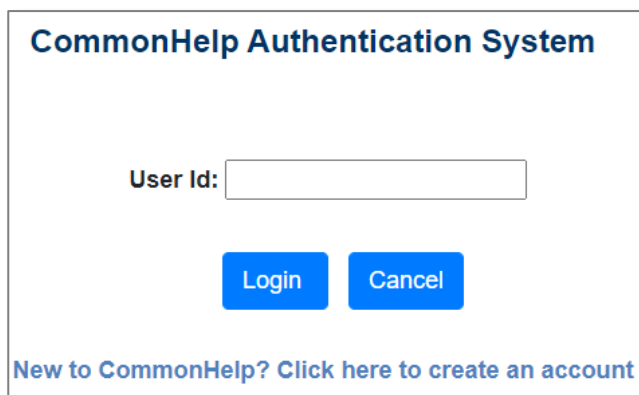 CommonHelp Authentication System
User Id:
Login Cancel
New to CommonHelp? Click here to create an account